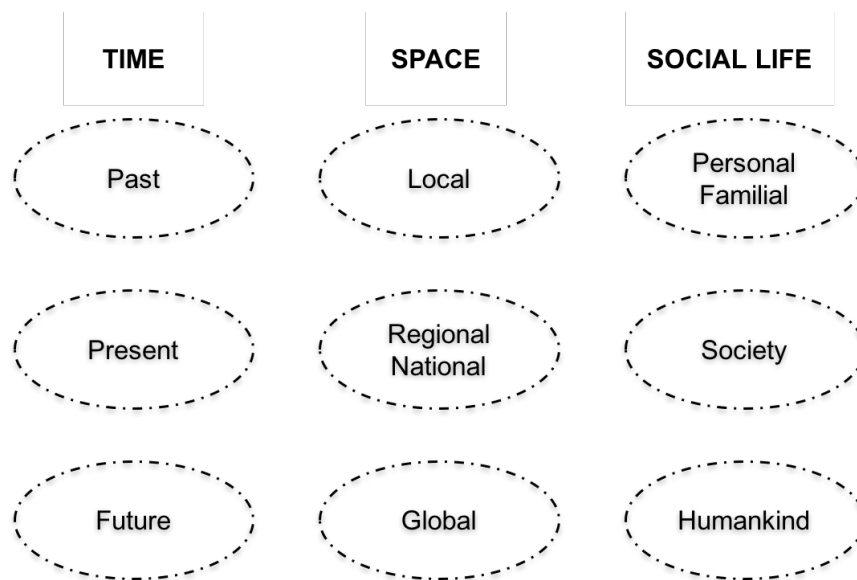 TIME
SPACE
SOCIAL LIFE
Past
Local
Personal
Familial
Present
Regional
National
Society
Future
Global
Humankind